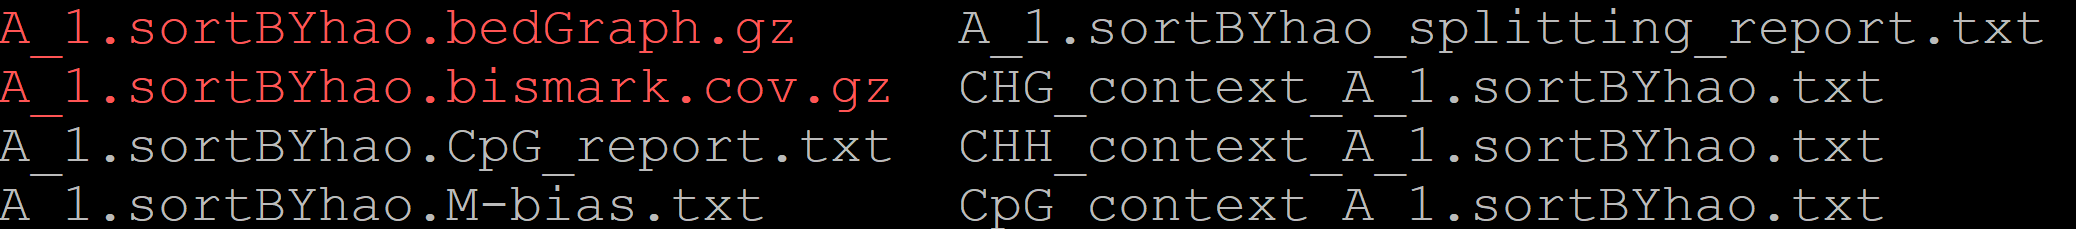 A_1.sortBYhao.bedGraph.gz A_1.sortBYhao_splitting_report.txt
A_1.sortBYhao.bismark.cov.gz CHG_context_A_1.sortBYhao.txt
A_1.sortBYhao.CpG_report.txt CHH_context_A_1.sortBYhao.txt
A_1.sortBYhao.M-bias.txt CpG_context_A_1.sortBYhao.txt